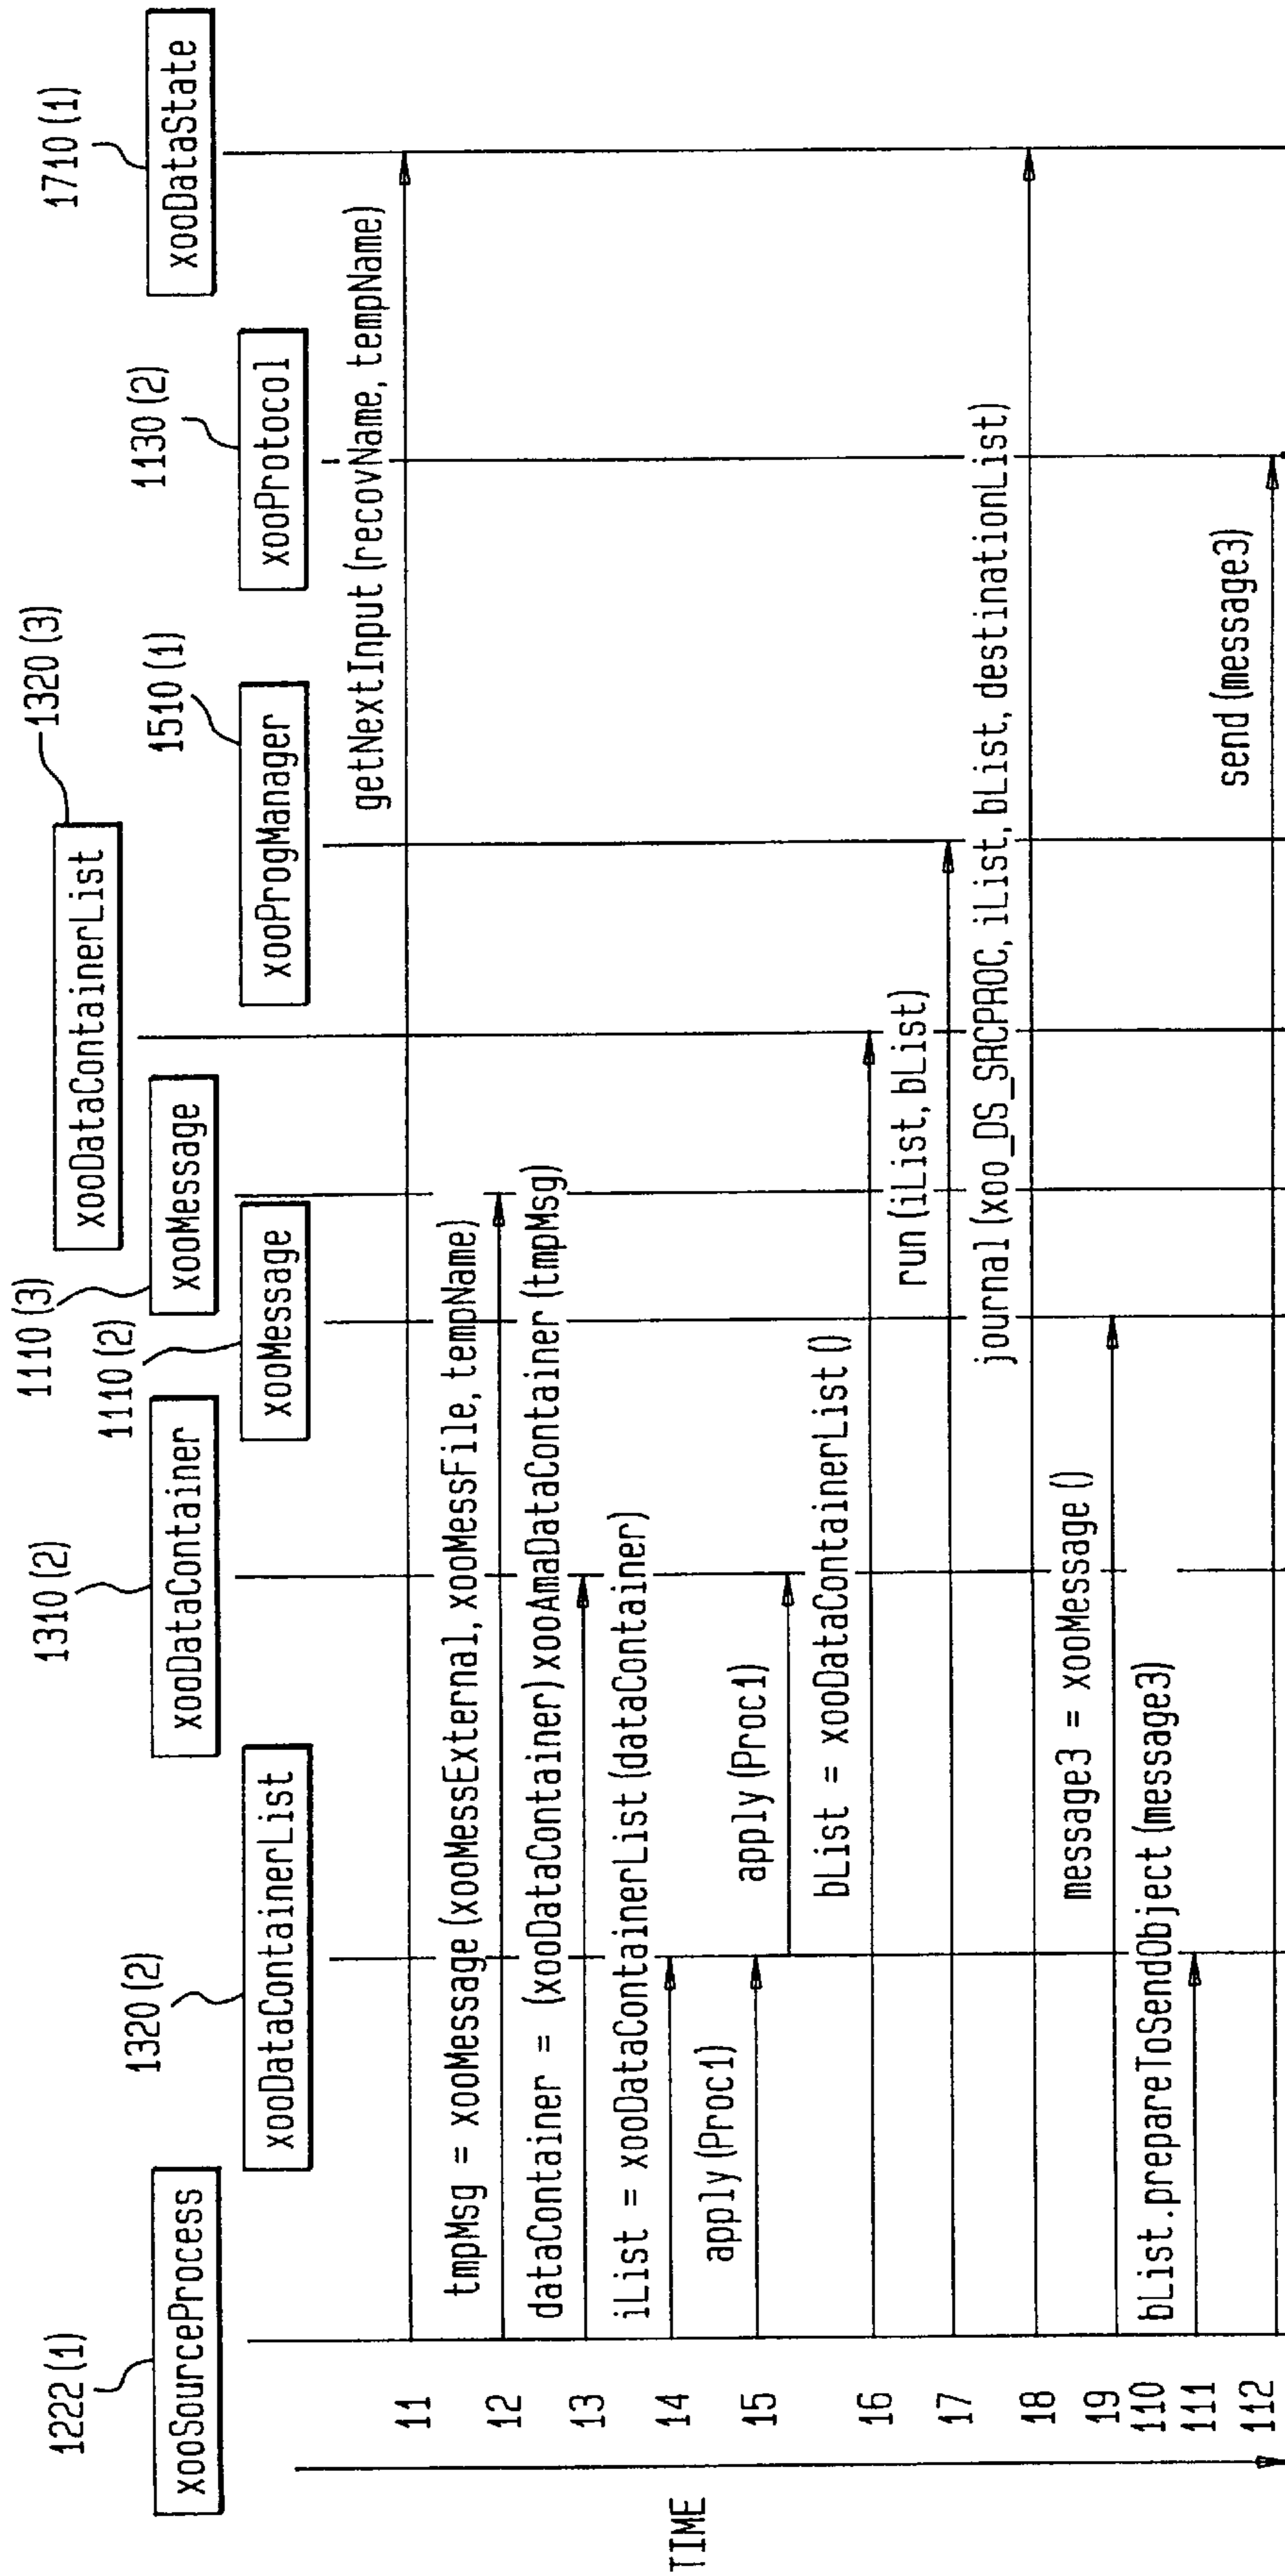 1222 (1)
xooSourceProcess
1320 (2)
xooDataContainerList
1310 (2)
xooDataContainer
1110 (3)
xooMessage
1110 (2)
xooMessage
1320 (3)
xooDataContainerList
1510 (1)
xooProgManager
1130 (2)
xooProtocol
1710 (1)
xooDataState
TIME
11
getNextInput (recovName, tempName)
12
tmpMsg = xooMessage (xooMessExternal, xooMessFile, tempName)
13
dataContainer = (xooDataContainer) xooAmaDataContainer (tmpMsg)
14
iList = xooDataContainerList (dataContainer)
15
apply (Proc1)
apply (Proc1)
16
bList = xooDataContainerList ()
17
run (iList, bList)
18
journal (xoo_DS_SRCPROC, iList, bList, destinationList)
19
message3 = xooMessage ()
110
111
bList.prepareToSendObject (message3)
112
send (message3)